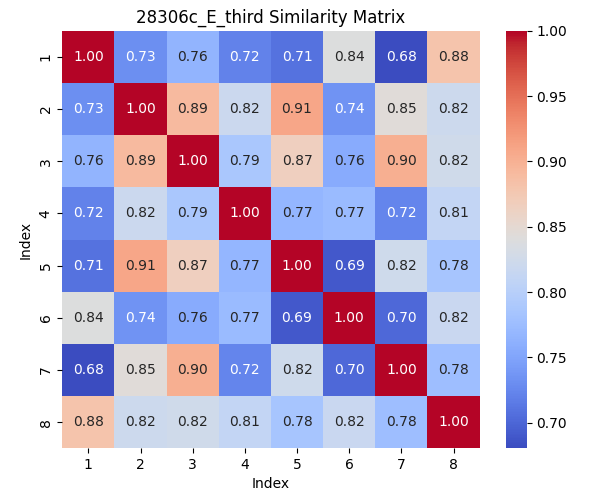 28306c_E_third Similarity Matrix
1 1.00 0.73 0.76 0.72 0.71 0.84 0.68 0.88
2 0.73 1.00 0.89 0.82 0.91 0.74 0.85 0.82
3 0.76 0.89 1.00 0.79 0.87 0.76 0.90 0.82
4 0.72 0.82 0.79 1.00 0.77 0.77 0.72 0.81
5 0.71 0.91 0.87 0.77 1.00 0.69 0.82 0.78
6 0.84 0.74 0.76 0.77 0.69 1.00 0.70 0.82
7 0.68 0.85 0.90 0.72 0.82 0.70 1.00 0.78
8 0.88 0.82 0.82 0.81 0.78 0.82 0.78 1.00
1 2 3 4 5 6 7 8
Index
Index
1.00
0.95
0.90
0.85
0.80
0.75
0.70